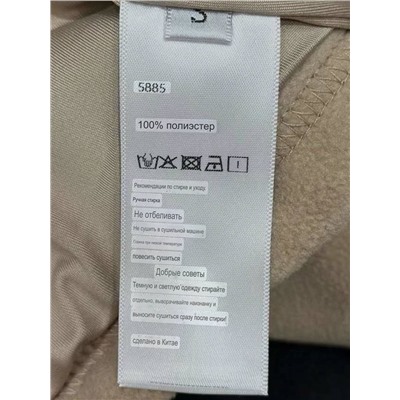 5885
100% полиэстер
Рекомендации по стирке и уходу
Ручная стирка
Не отбеливать
Не сушить в сушильной машине
повесить сушиться
Добрые советы
Темную и светлую одежду стирайте
отдельно, выворачивайте наизнанку и
выносите сушиться сразу после стирки!
сделано в Китае